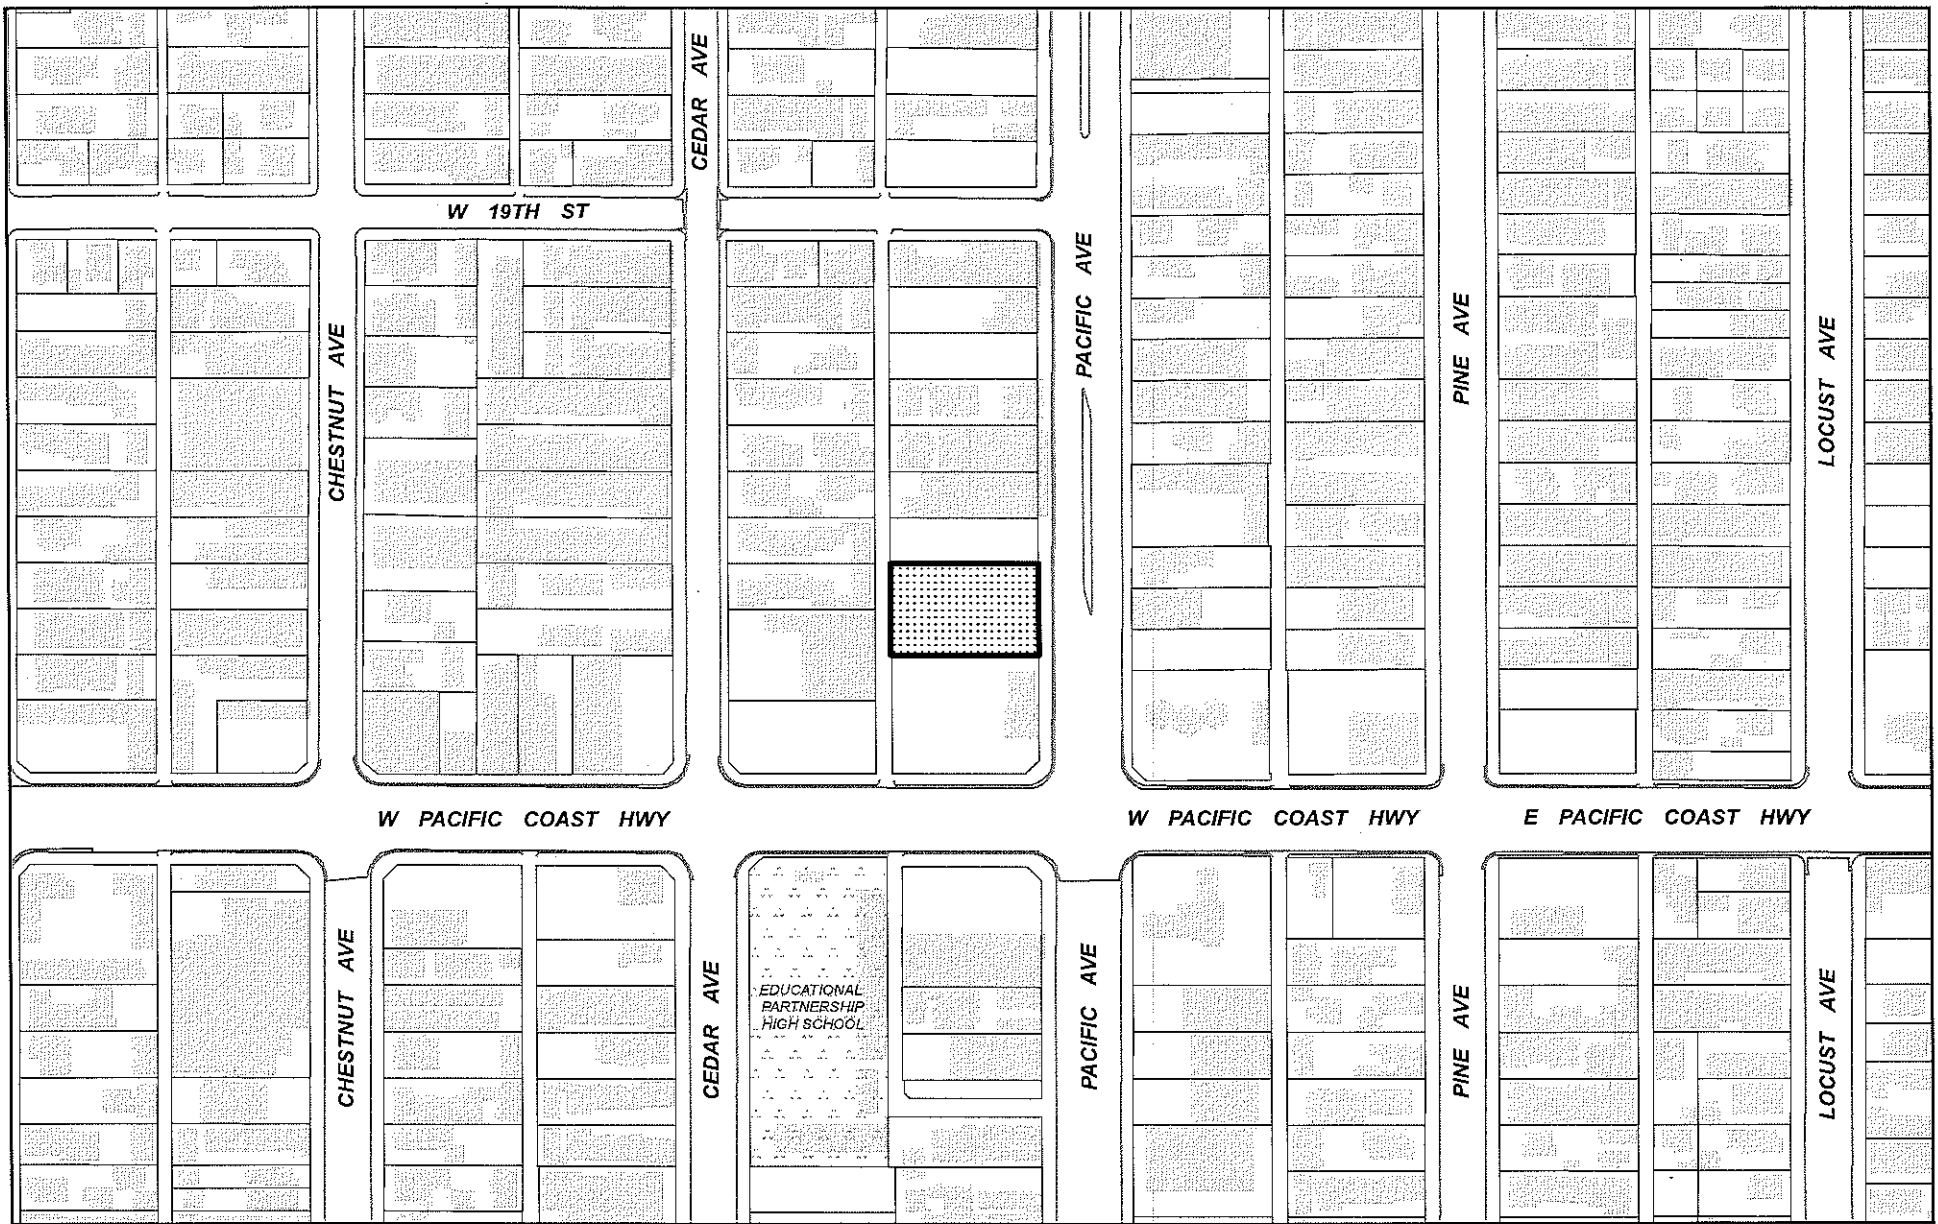 CEDAR AVE
W 19TH ST
PACIFIC AVE
CHESTNUT AVE
PINE AVE
LOCUST AVE
W PACIFIC COAST HWY
W PACIFIC COAST HWY
E PACIFIC COAST HWY
EDUCATIONAL
PARTNERSHIP
HIGH SCHOOL
CHESTNUT AVE
CEDAR AVE
PACIFIC AVE
PINE AVE
LOCUST AVE